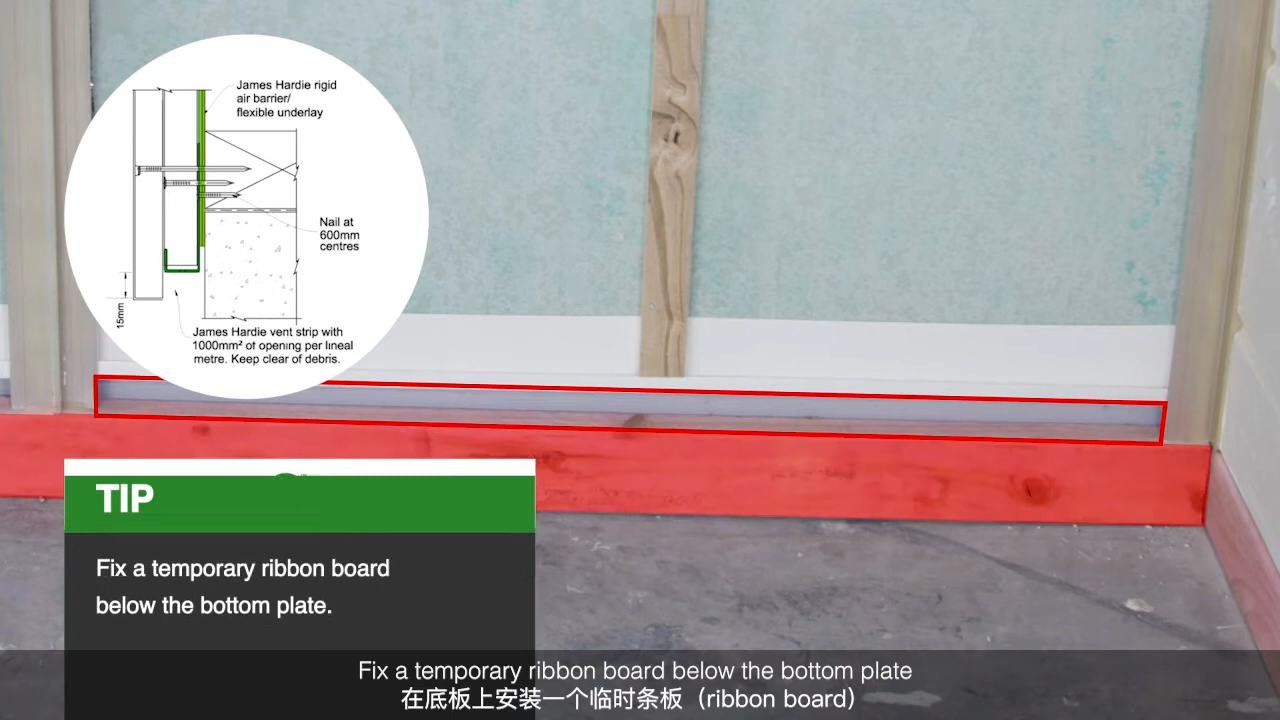 James Hardie rigid
air barrier/
flexible underlay
Nail at
600mm
centres
15mm
James Hardie vent strip with
1000mm² of opening per lineal
metre. Keep clear of debris.
TIP
Fix a temporary ribbon board
below the bottom plate.
Fix a temporary ribbon board below the bottom plate
在底板上安装一个临时条板（ribbon board）